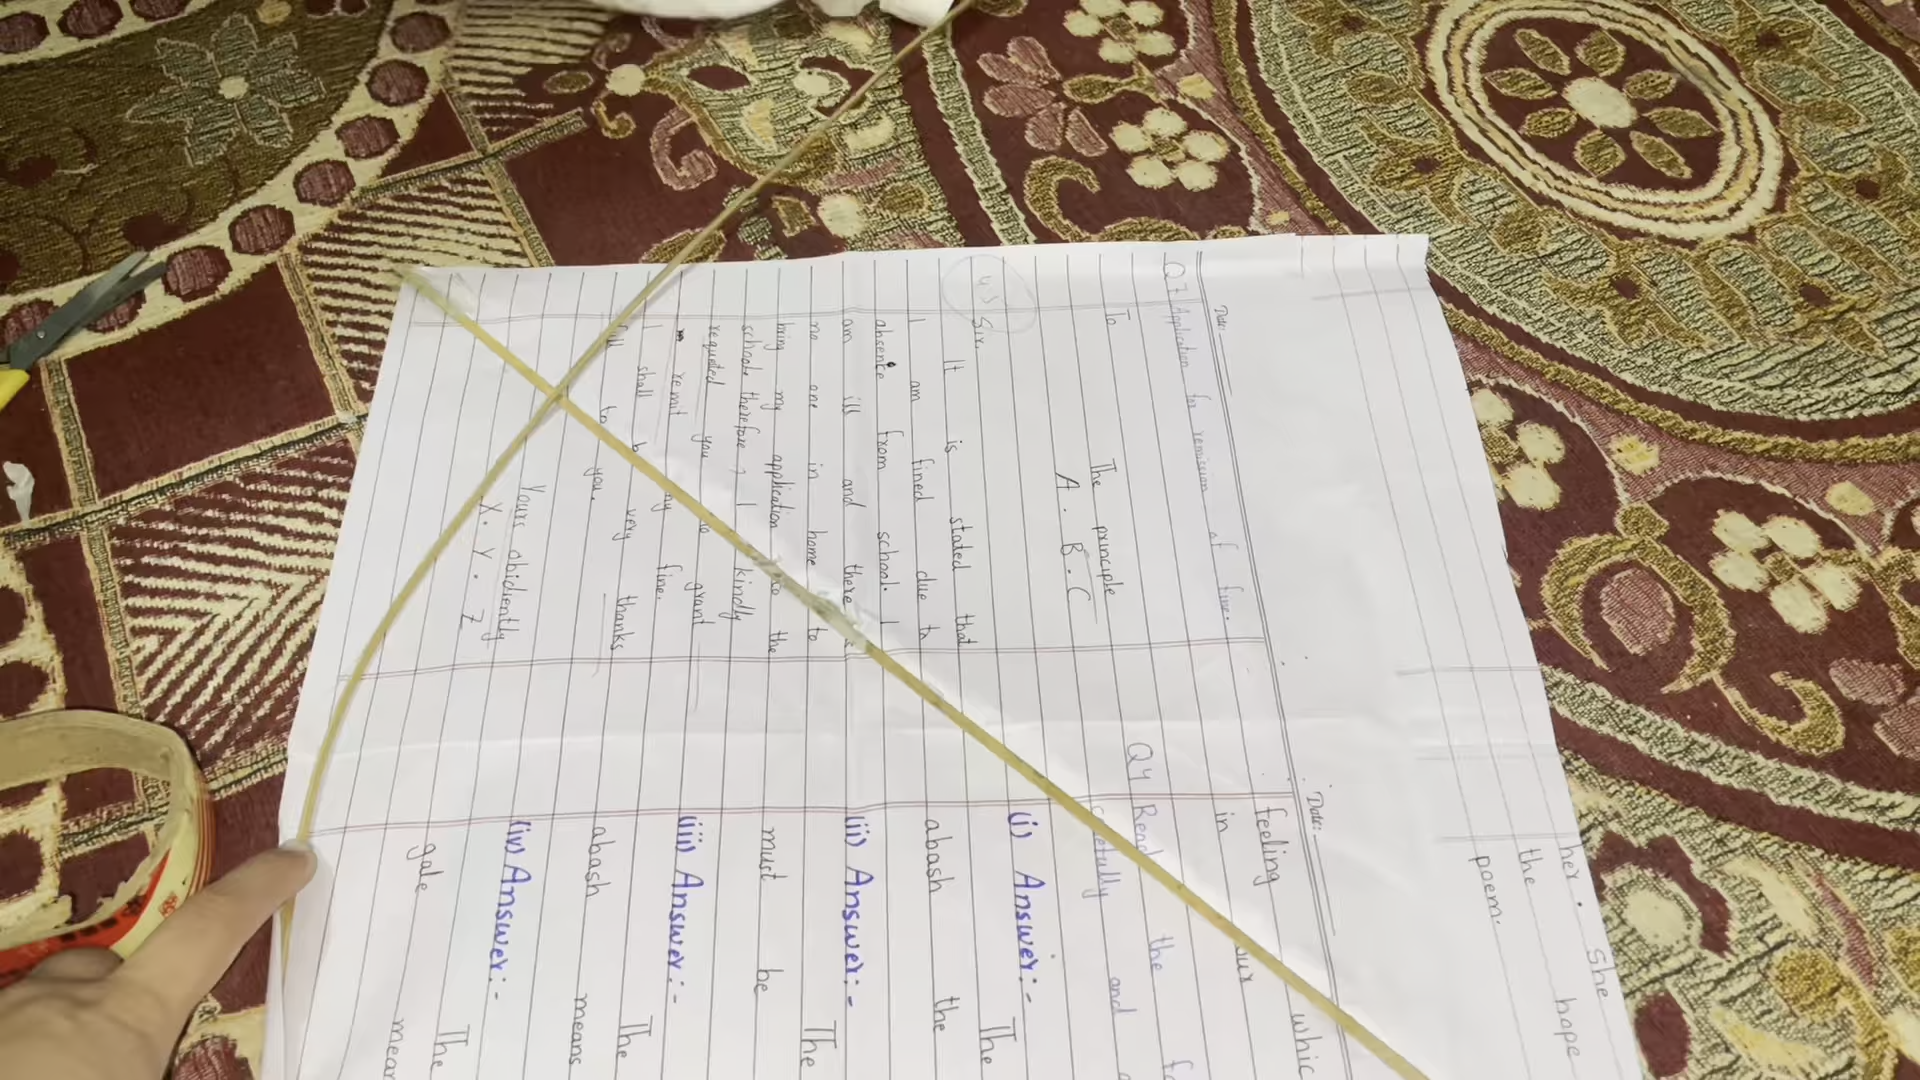 Date:
Q7 Application for remission of fine.
To
The principle
A. B. C
45
Sir,
It is stated that
I am fined due to
absence from school. I
am ill and there is
no one in home to
bring my application the
school. therefore, I kindly
requested you grant
remit my fine.
I shall very thanks
full to you.
Yours obidiently
X. Y. Z
her. She hope
the
poem.
Date:
feeling whic
in our
Q4 Read the
carefully and
(i) Answer:- The
abash the
(ii) Answer:- The
must be
(iii) Answer:- The
abash means
(iv) Answer:- The
gate mean